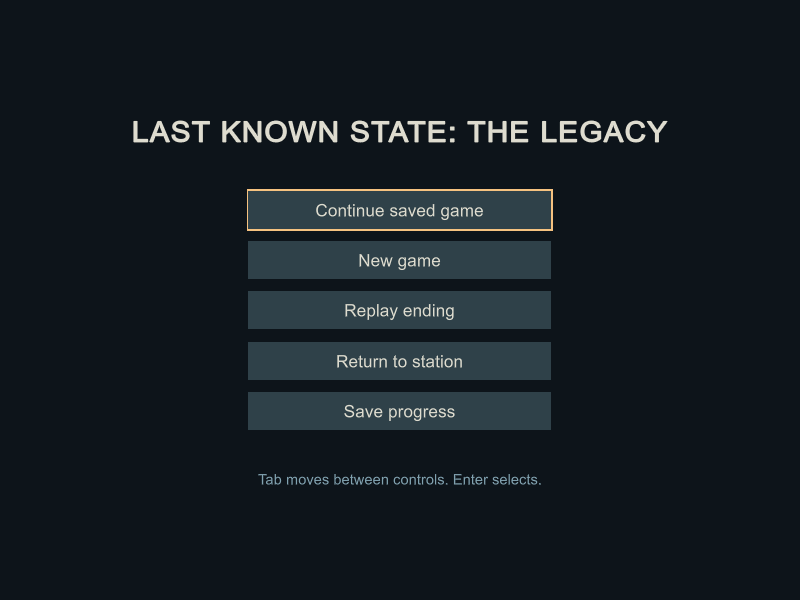 LAST KNOWN STATE: THE LEGACY
Continue saved game
New game
Replay ending
Return to station
Save progress
Tab moves between controls. Enter selects.